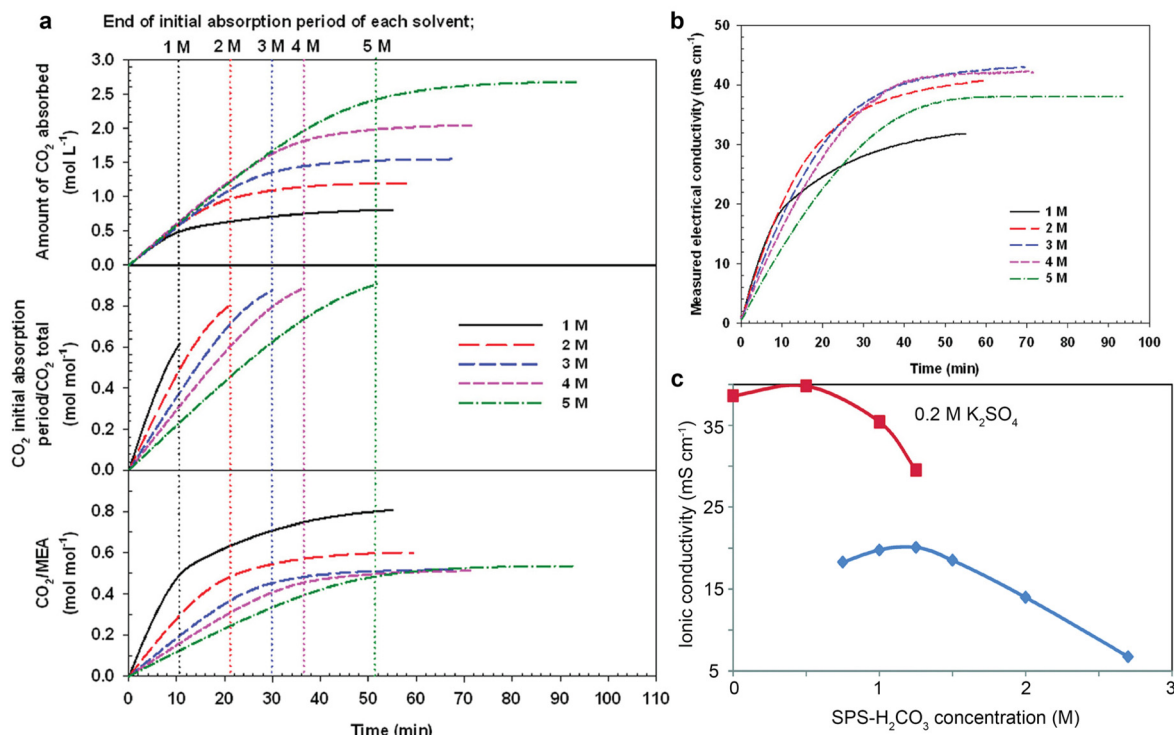 a
End of initial absorption period of each solvent;
1 M 2 M 3 M 4 M 5 M
Amount of CO₂ absorbed
(mol L⁻¹)
3.0
2.5
2.0
1.5
1.0
0.5
0.0
CO₂ initial absorption
period/CO₂ total
(mol mol⁻¹)
0.8
0.6
0.4
0.2
0.0
1 M
2 M
3 M
4 M
5 M
CO₂/MEA
(mol mol⁻¹)
0.8
0.6
0.4
0.2
0.0
0 10 20 30 40 50 60 70 80 90 100 110
Time (min)
b
Measured electrical conductivity (mS cm⁻¹)
50
40
30
20
10
0
1 M
2 M
3 M
4 M
5 M
0 10 20 30 40 50 60 70 80 90 100
Time (min)
c
Ionic conductivity (mS cm⁻¹)
35
25
15
5
0.2 M K₂SO₄
0 1 2 3
SPS-H₂CO₃ concentration (M)